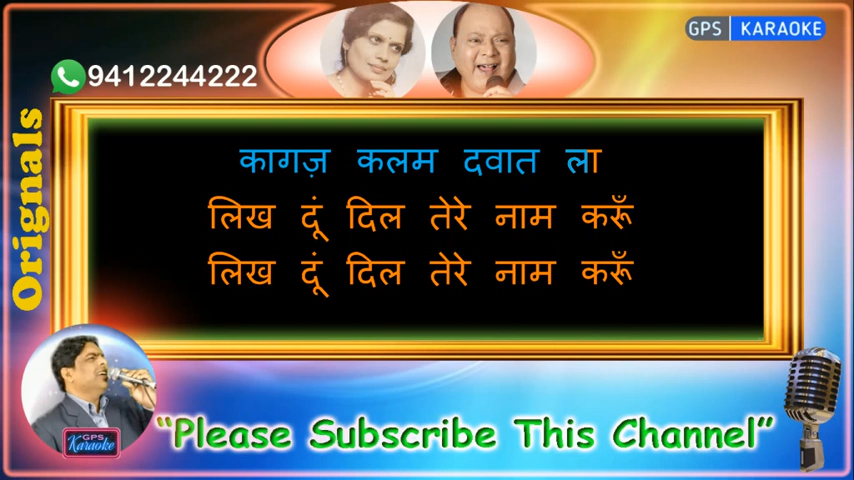 GPS KARAOKE
9412244222
Orignals
कागज़ कलम दवात ला
लिख दूं दिल तेरे नाम करूँ
लिख दूं दिल तेरे नाम करूँ
GPS
Karaoke
“Please Subscribe This Channel”